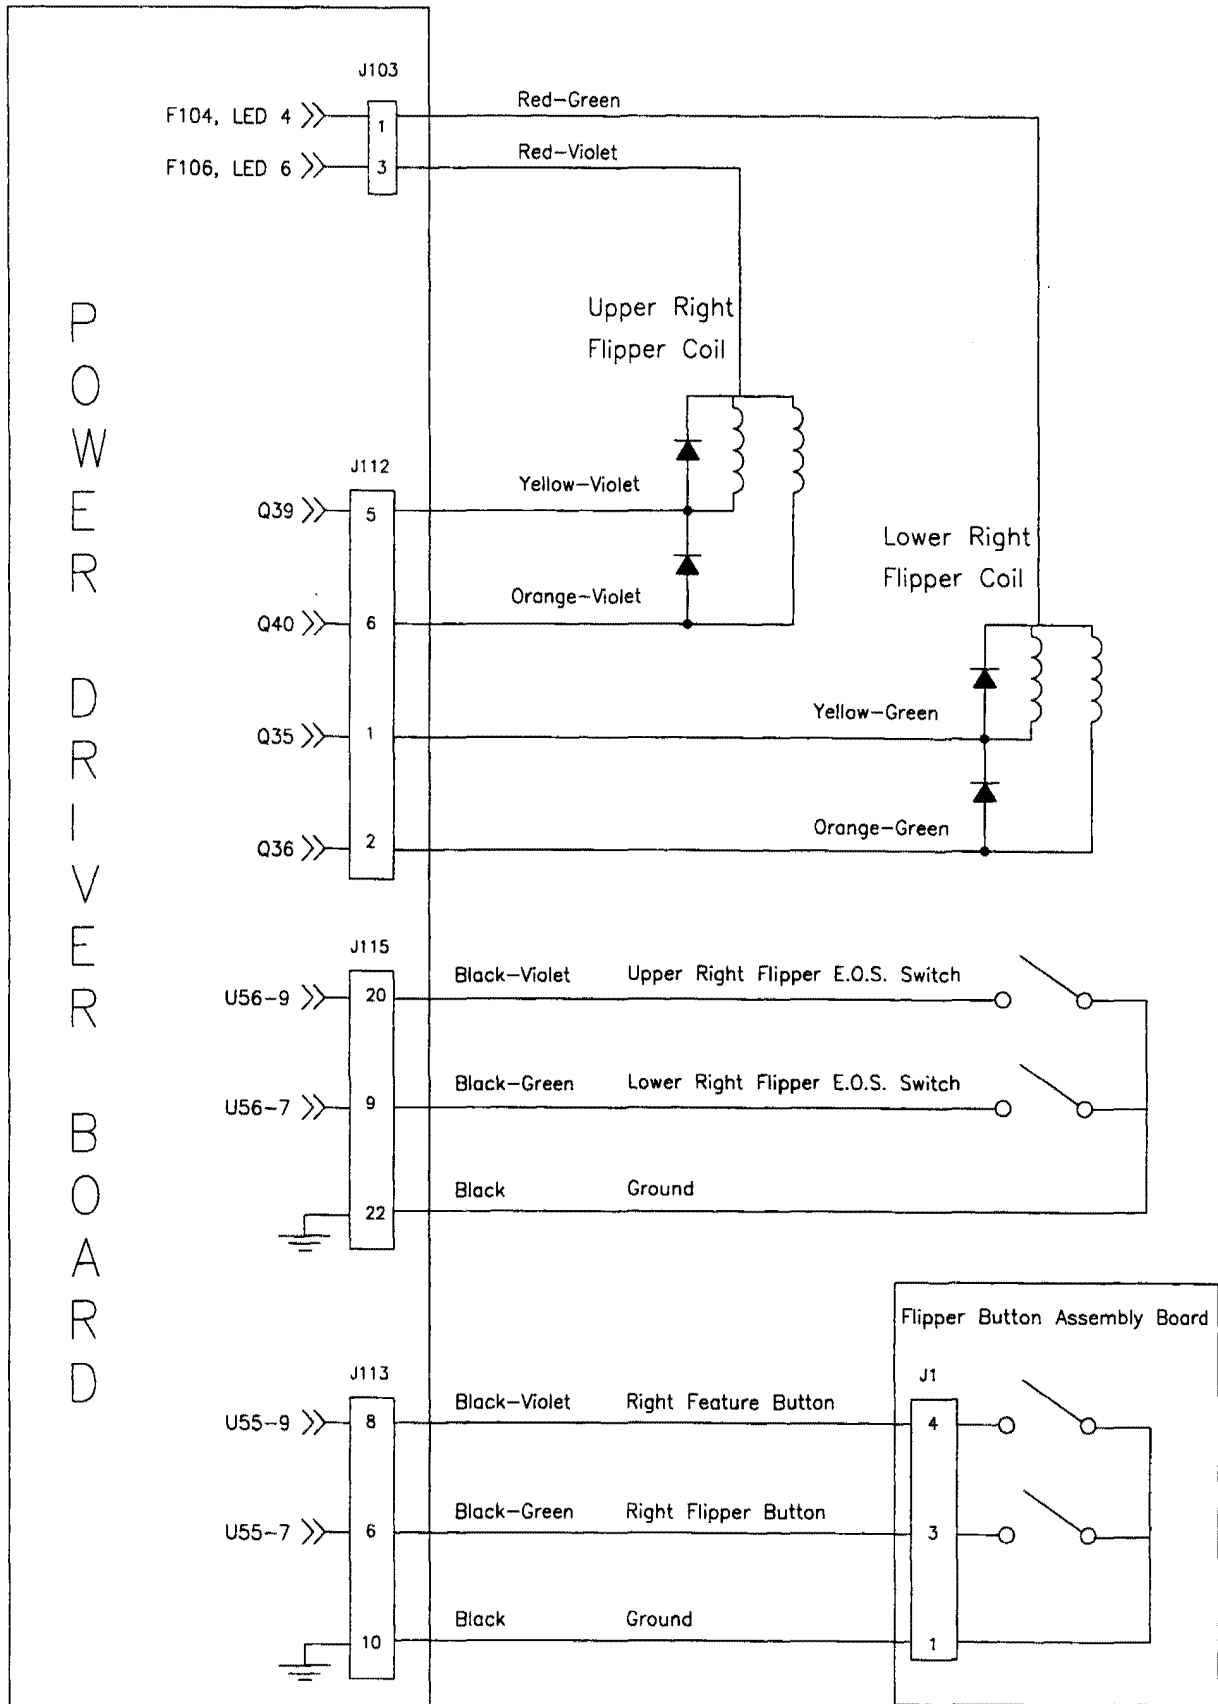 J103
F104, LED 4
1
Red-Green
F106, LED 6
3
Red-Violet
POWER DRIVER BOARD
Upper Right
Flipper Coil
J112
Q39
5
Yellow-Violet
Q40
6
Orange-Violet
Lower Right
Flipper Coil
Q35
1
Yellow-Green
Q36
2
Orange-Green
J115
U56-9
20
Black-Violet
Upper Right Flipper E.O.S. Switch
U56-7
9
Black-Green
Lower Right Flipper E.O.S. Switch
22
Black
Ground
Flipper Button Assembly Board
J113
J1
U55-9
8
Black-Violet
Right Feature Button
4
U55-7
6
Black-Green
Right Flipper Button
3
10
Black
Ground
1